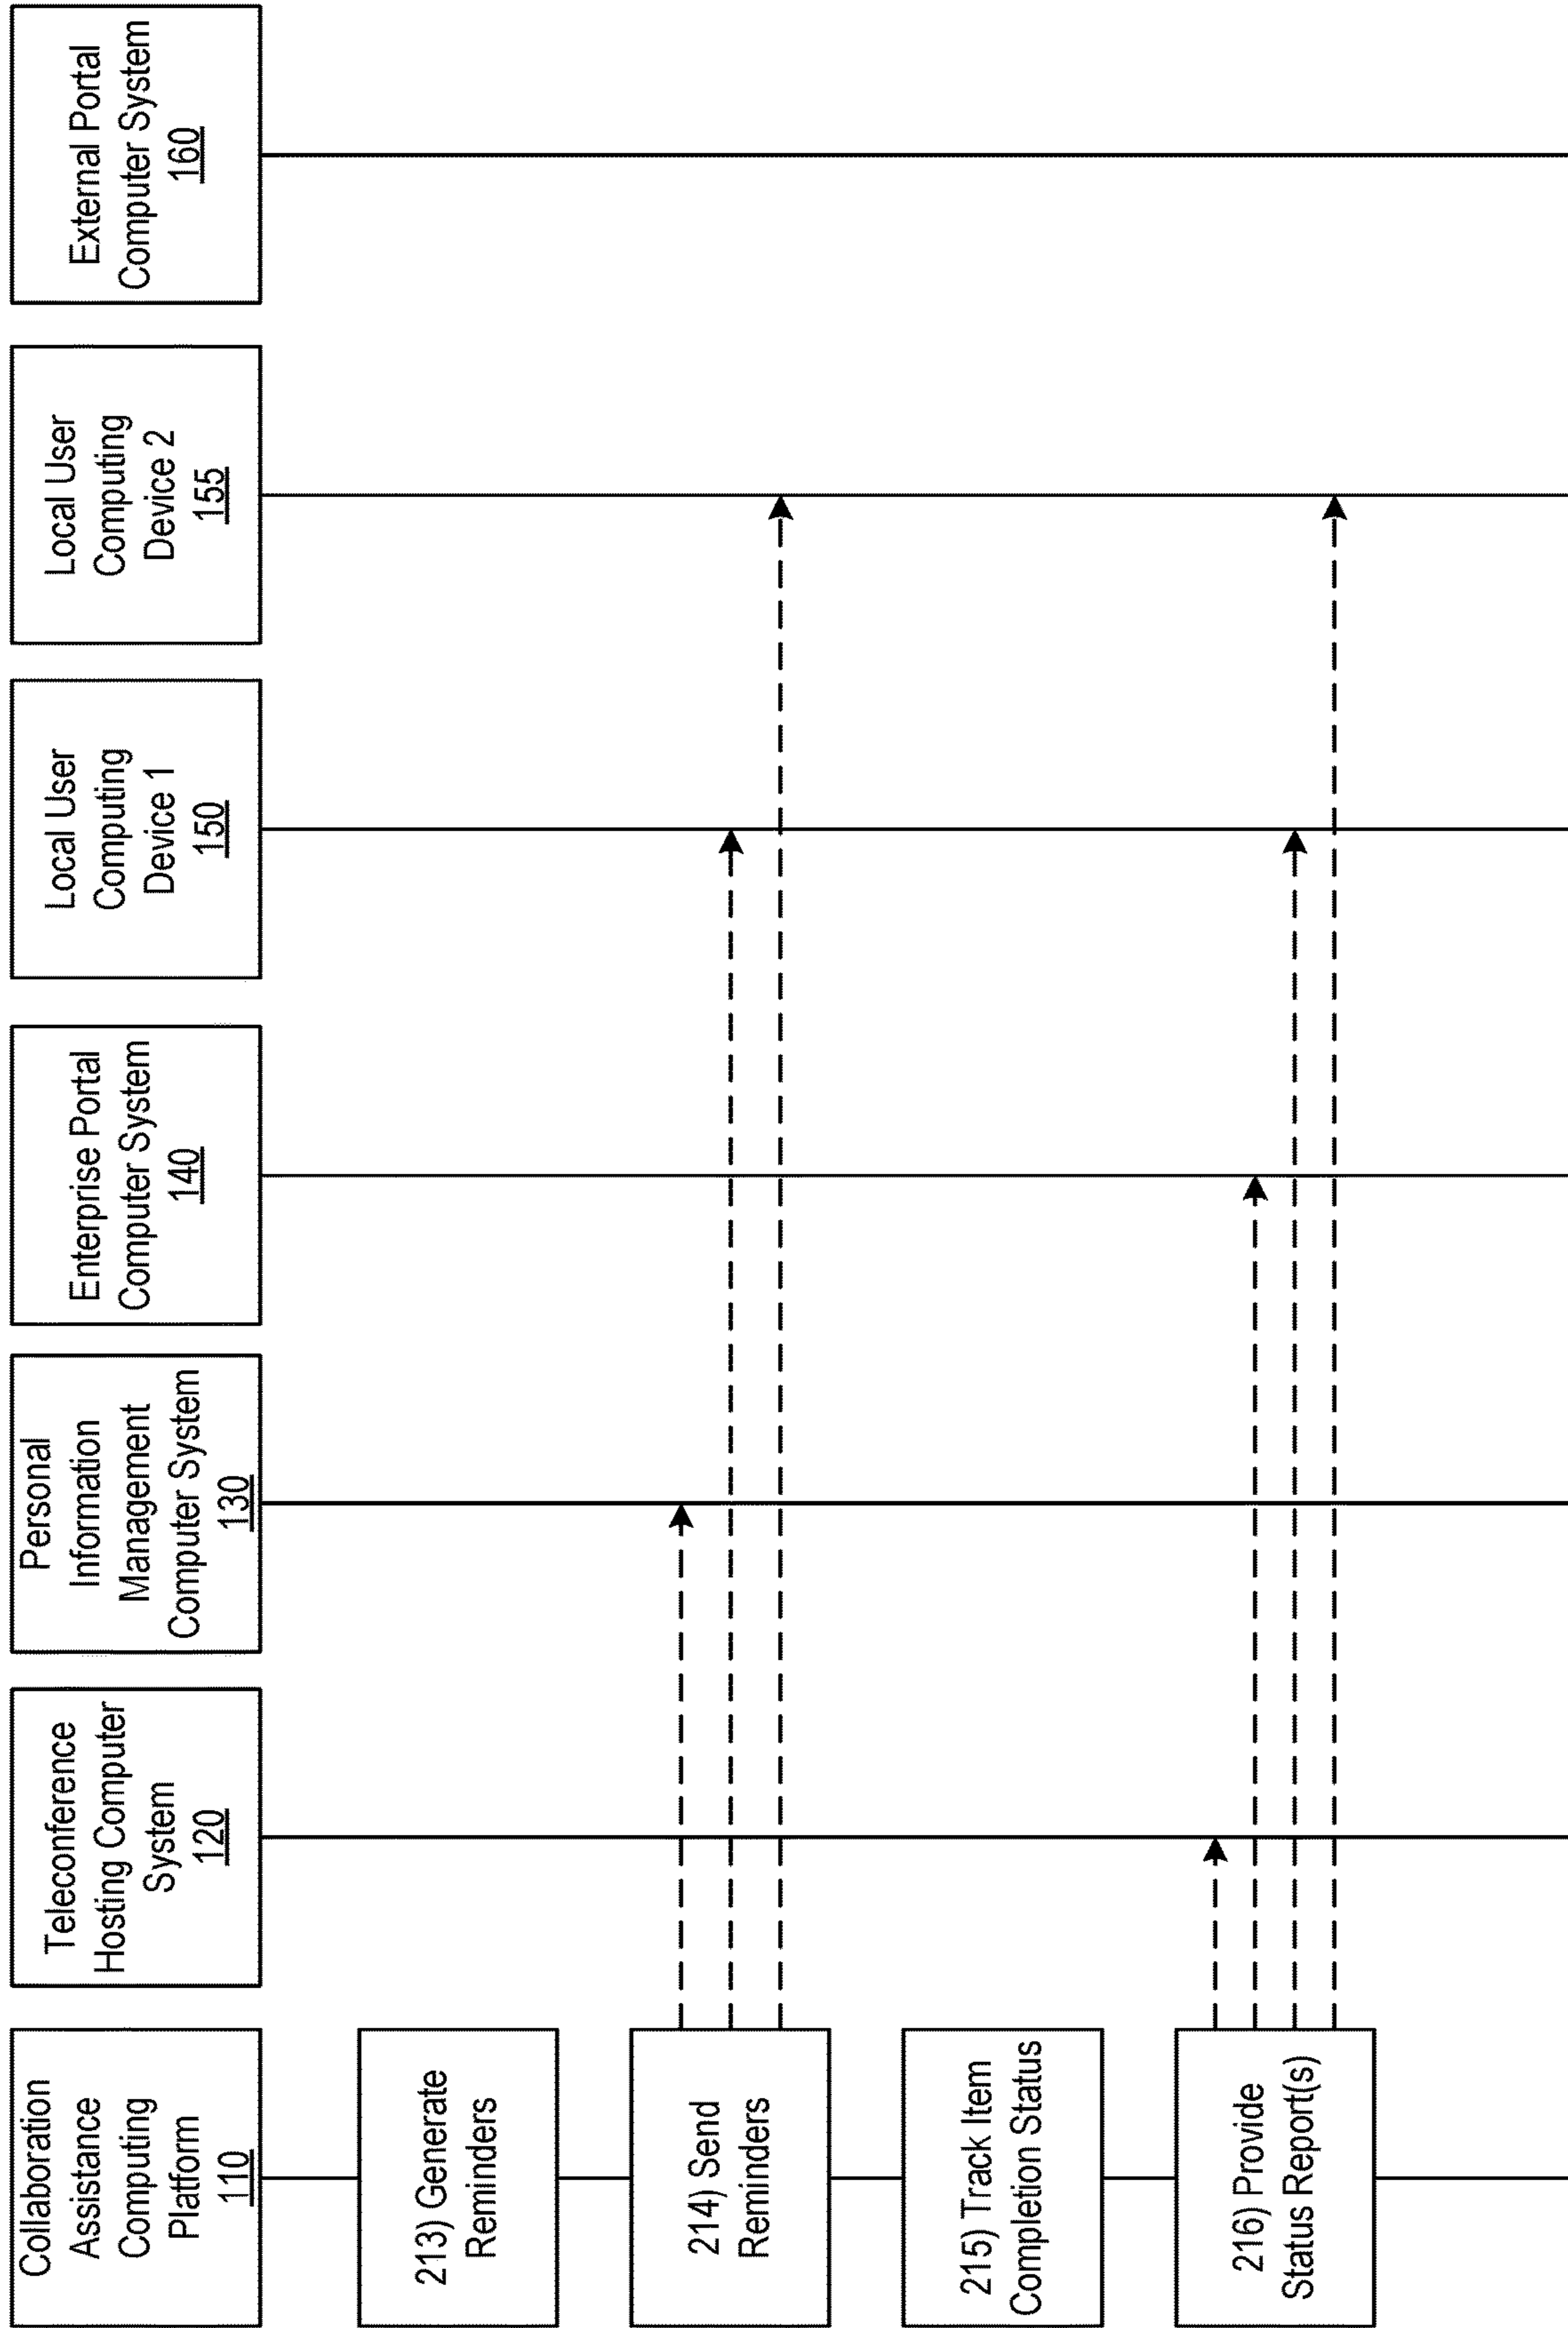 Collaboration
Assistance
Computing
Platform
110
Teleconference
Hosting Computer
System
120
Personal
Information
Management
Computer System
130
Enterprise Portal
Computer System
140
Local User
Computing
Device 1
150
Local User
Computing
Device 2
155
External Portal
Computer System
160
213) Generate
Reminders
214) Send
Reminders
215) Track Item
Completion Status
216) Provide
Status Report(s)